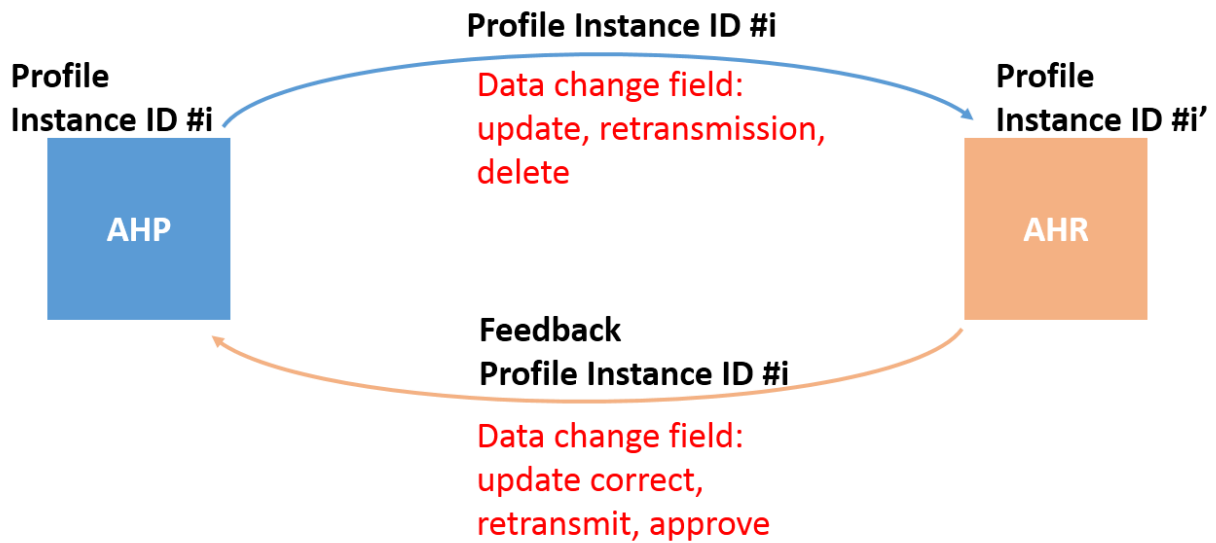 Profile Instance ID #i
Profile
Instance ID #i
Profile
Instance ID #i’
Data change field:
update, retransmission,
delete
AHP
AHR
Feedback
Profile Instance ID #i
Data change field:
update correct,
retransmit, approve